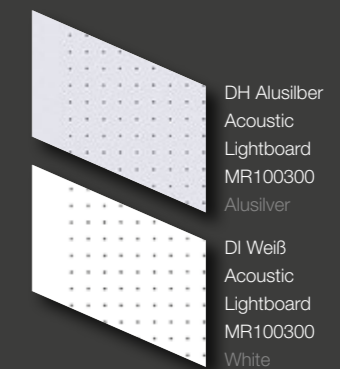 DH Alusilber
Acoustic
Lightboard
MR100300
Alusilver
DI Weiß
Acoustic
Lightboard
MR100300
White